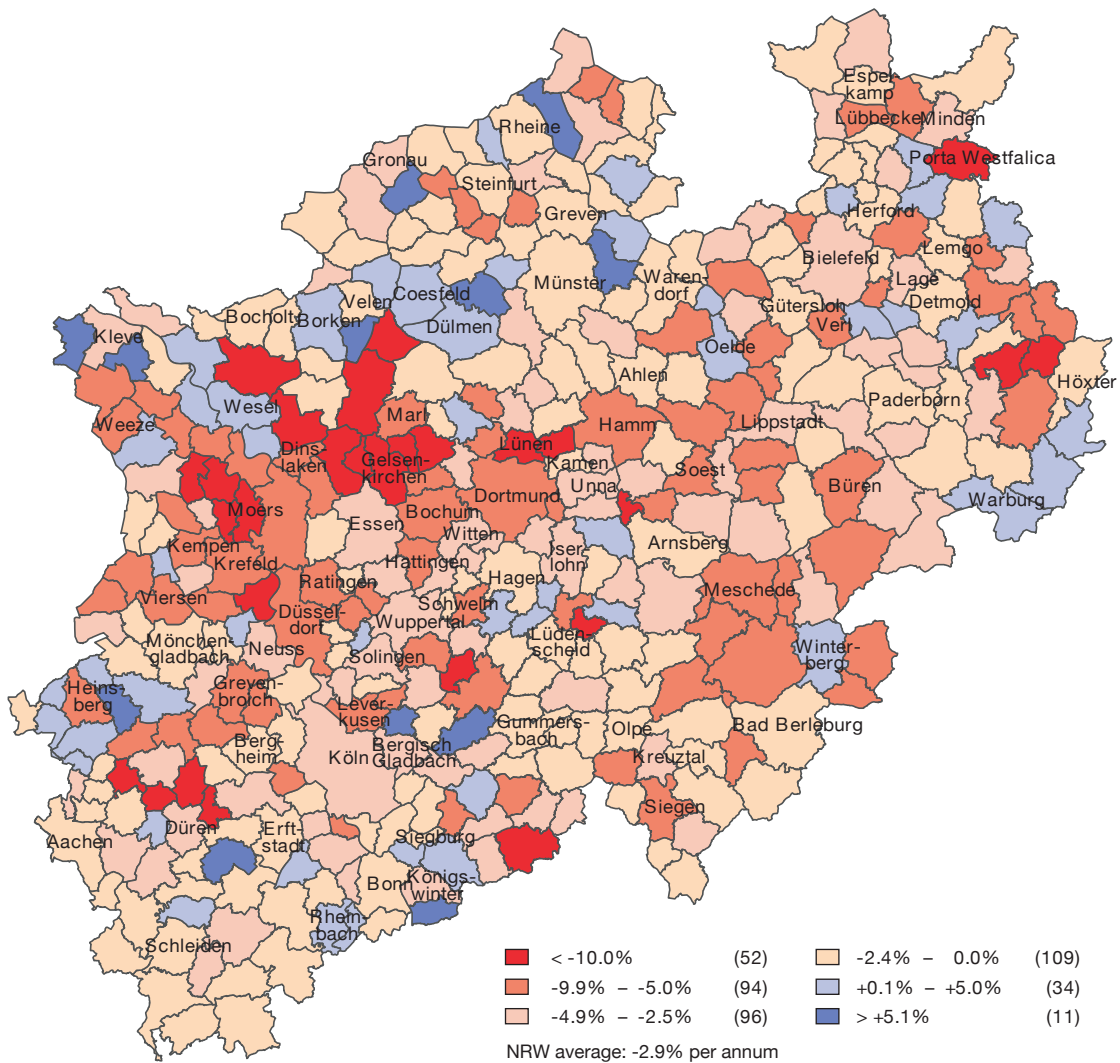 Espel-
kamp
Rheine
Lübbecke
Minden
Gronau
Porta Westfalica
Steinfurt
Greven
Herford
Lemgo
Bielefeld
Münster
Waren-
dorf
Lage
Coesfeld
Velen
Detmold
Gütersloh
Bocholt
Borken
Dülmen
Verl
Kleve
Oelde
Ahlen
Höxter
Paderborn
Wesel
Marl
Weeze
Hamm
Lippstadt
Lünen
Dins-
laken
Gelsen-
kirchen
Kamen
Soest
Unna
Büren
Dortmund
Warburg
Moers
Bochum
Essen
Witten
Arnsberg
Kempen
Iser-
lohn
Krefeld
Hattingen
Hagen
Ratingen
Meschede
Viersen
Schwelm
Düssel-
dorf
Wuppertal
Lüden-
scheid
Mönchen-
gladbach
Neuss
Winter-
berg
Solingen
Heins-
berg
Greven-
broich
Lever-
kusen
Gummers-
bach
Olpe
Bad Berleburg
Berg-
heim
Köln
Bergisch
Gladbach
Kreuztal
Siegen
Düren
Erft-
stadt
Siegburg
Aachen
Bonn
Königs-
winter
Rhein-
bach
Schleiden
< -10.0% (52)
-9.9% – -5.0% (94)
-4.9% – -2.5% (96)
-2.4% – 0.0% (109)
+0.1% – +5.0% (34)
> +5.1% (11)
NRW average: -2.9% per annum